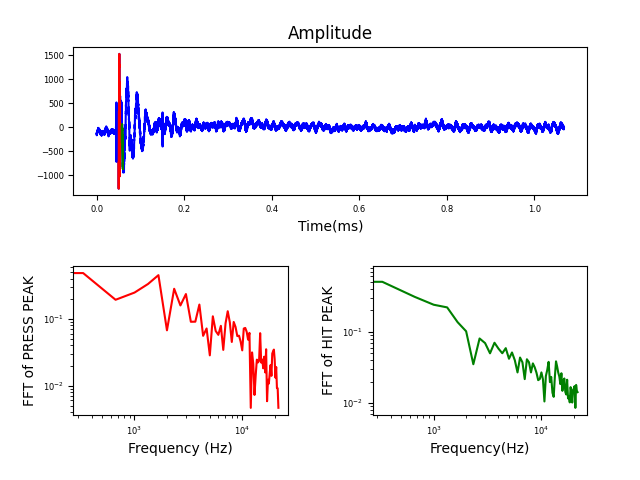 Amplitude
1500
1000
500
0
−500
−1000
0.0 0.2 0.4 0.6 0.8 1.0
Time(ms)
FFT of PRESS PEAK
10⁻¹
10⁻²
10³ 10⁴
Frequency (Hz)
FFT of HIT PEAK
10⁻¹
10⁻²
10³ 10⁴
Frequency(Hz)